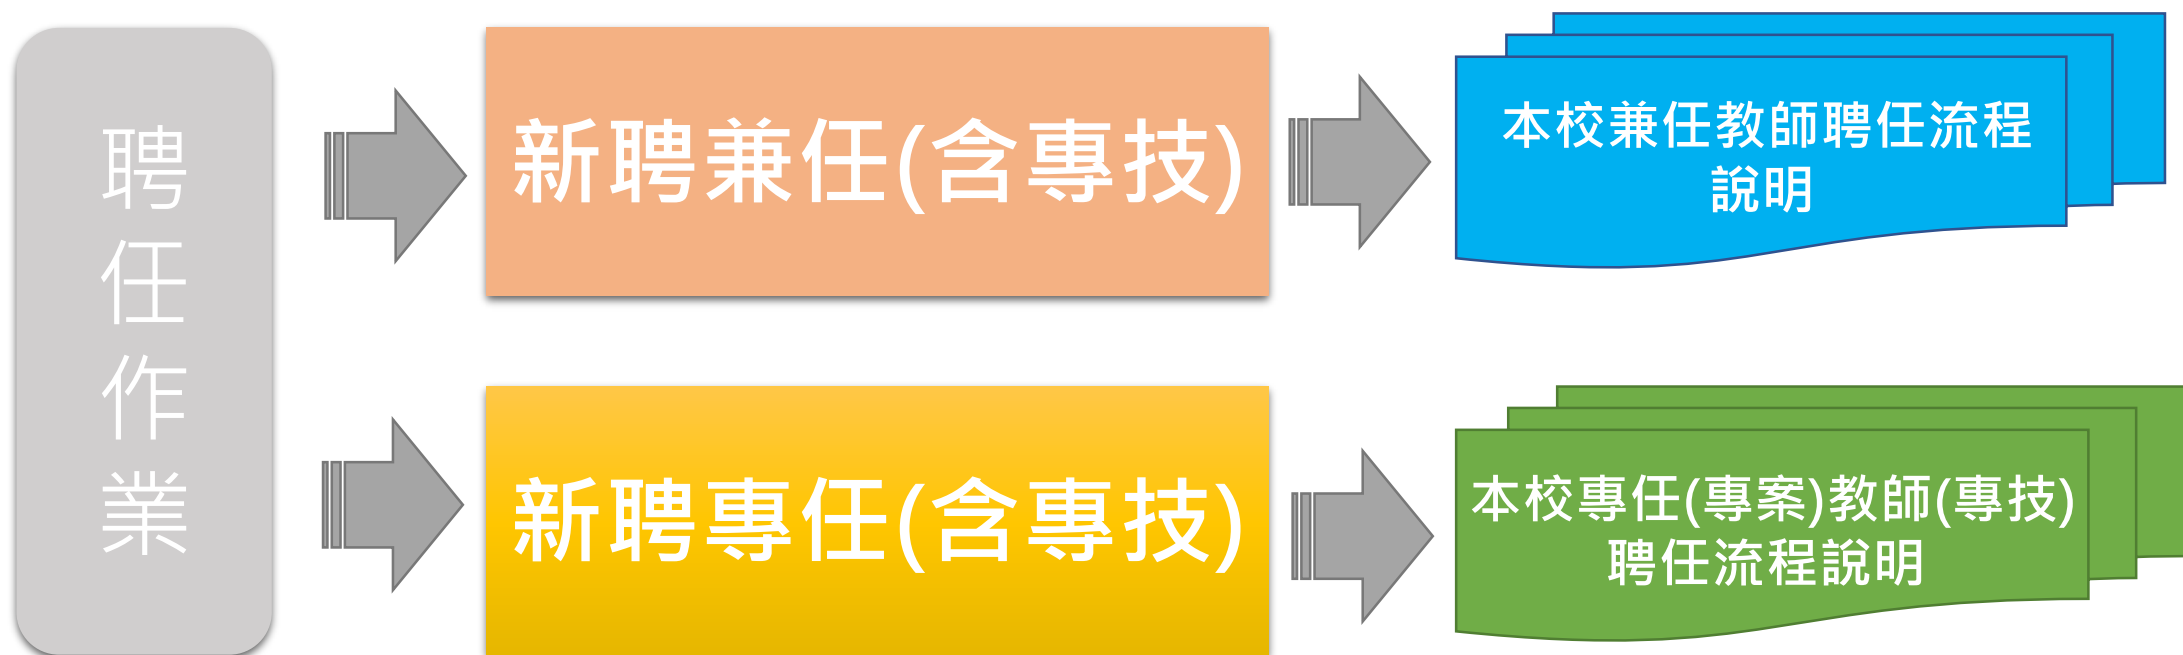 聘任作業
新聘兼任(含專技)
本校兼任教師聘任流程
說明
新聘專任(含專技)
本校專任(專案)教師(專技)
聘任流程說明